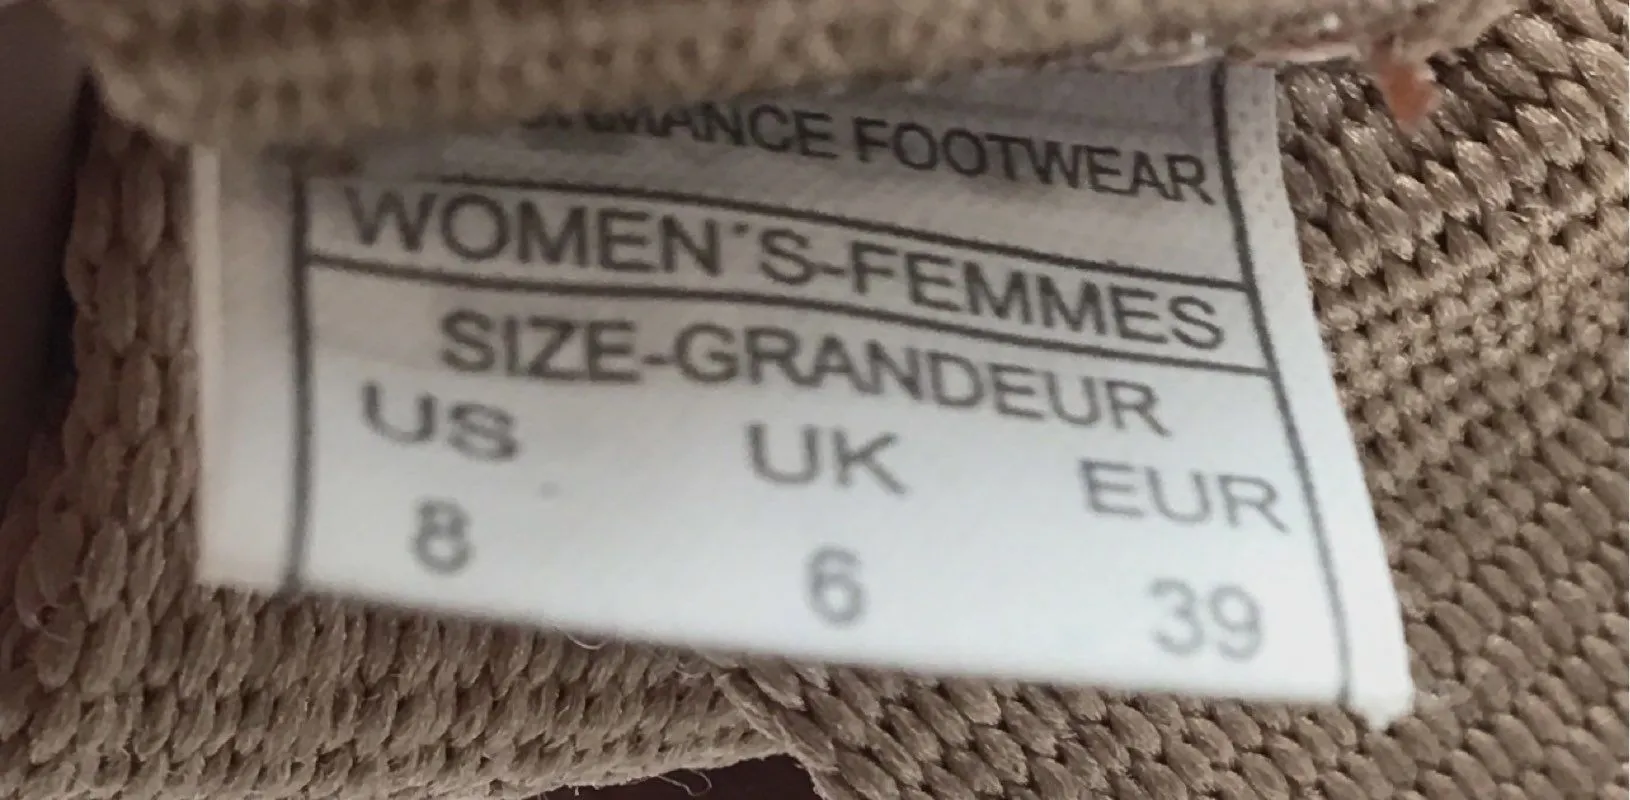 FOOTWEAR
WOMEN'S-FEMMES
SIZE-GRANDEUR
US UK EUR
8 6 39